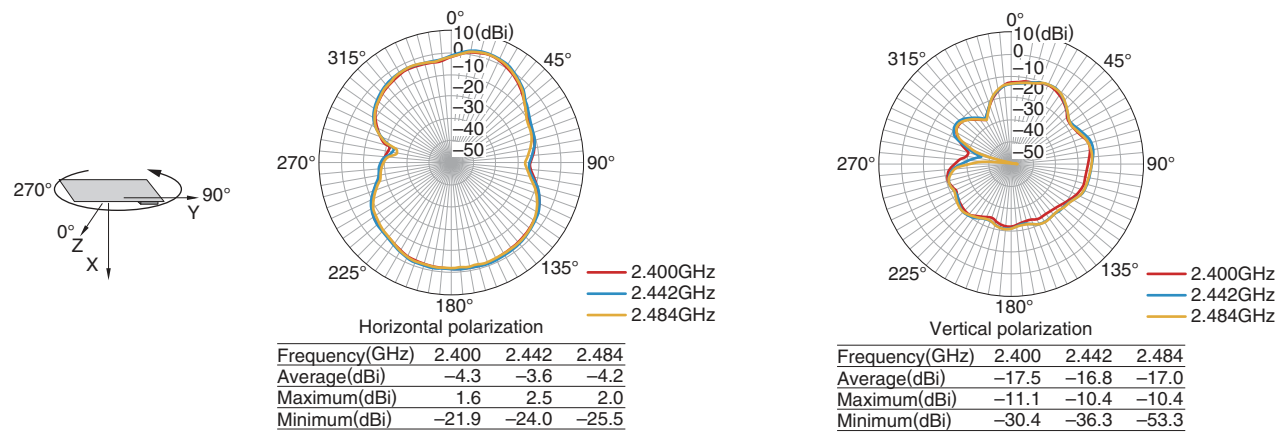 270°
90°
Y
0°
Z
X
0°
10(dBi)
0
–10
–20
–30
–40
–50
45°
90°
135°
180°
225°
270°
315°
2.400GHz
2.442GHz
2.484GHz
Horizontal polarization
Frequency(GHz) 2.400 2.442 2.484
Average(dBi) –4.3 –3.6 –4.2
Maximum(dBi) 1.6 2.5 2.0
Minimum(dBi) –21.9 –24.0 –25.5
0°
10(dBi)
0
–10
–20
–30
–40
–50
45°
90°
135°
180°
225°
270°
315°
2.400GHz
2.442GHz
2.484GHz
Vertical polarization
Frequency(GHz) 2.400 2.442 2.484
Average(dBi) –17.5 –16.8 –17.0
Maximum(dBi) –11.1 –10.4 –10.4
Minimum(dBi) –30.4 –36.3 –53.3